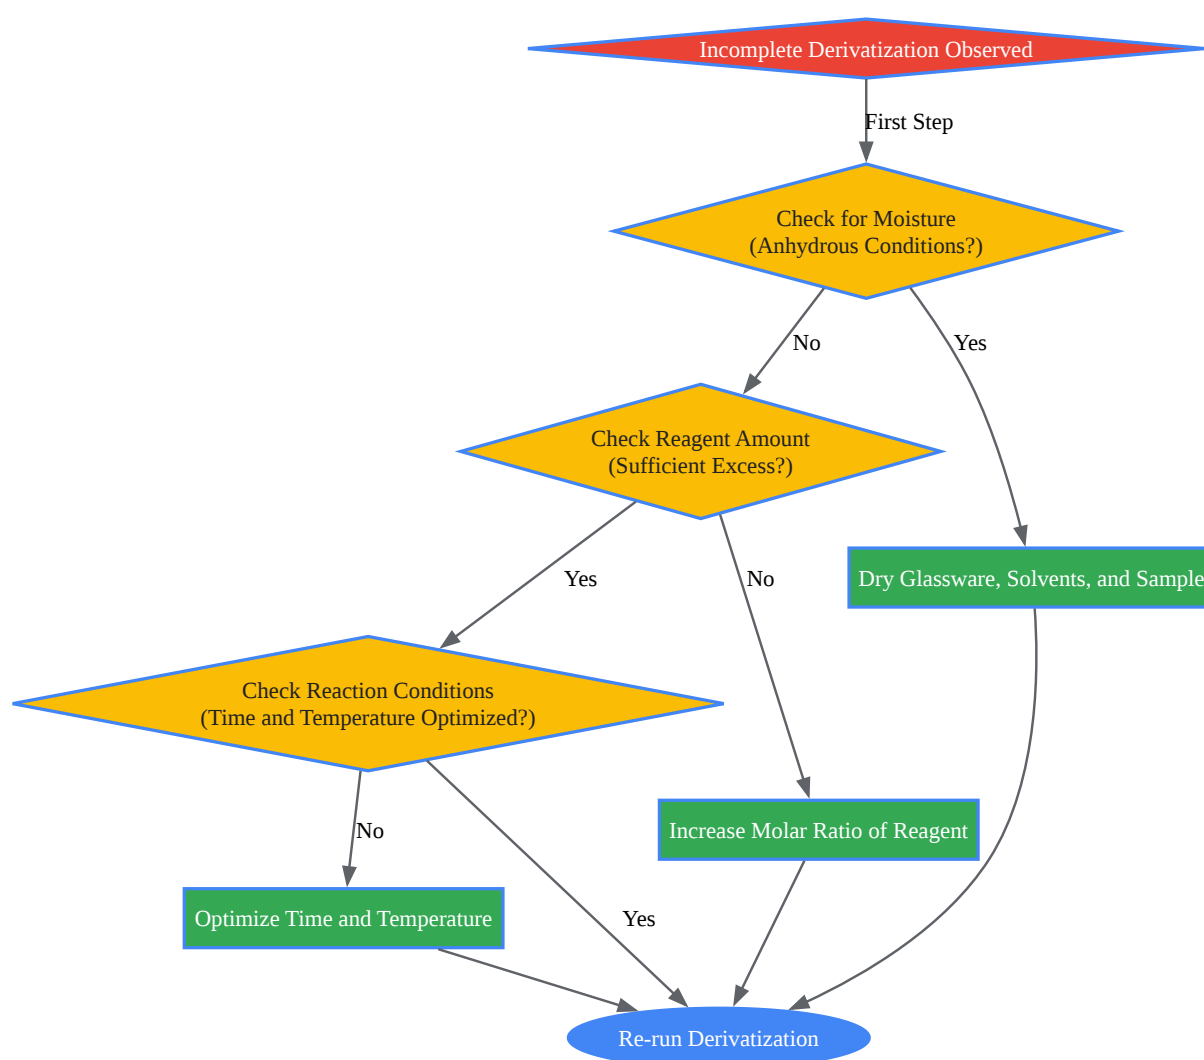 Incomplete Derivatization Observed
First Step
Check for Moisture
(Anhydrous Conditions?)
No
Yes
Check Reagent Amount
(Sufficient Excess?)
Yes
No
Dry Glassware, Solvents, and Sample
Check Reaction Conditions
(Time and Temperature Optimized?)
No
Increase Molar Ratio of Reagent
Optimize Time and Temperature
Yes
Re-run Derivatization